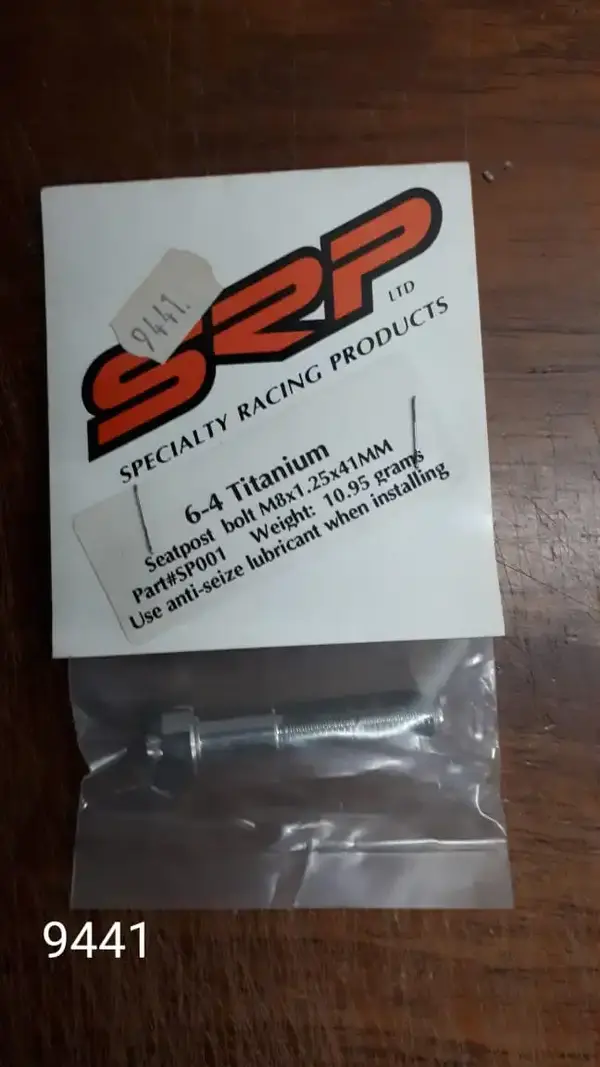 9441.
SRP
LTD
SPECIALTY RACING PRODUCTS
6-4 Titanium
Seatpost bolt M8x1.25x41MM
Part#SP001 Weight: 10.95 grams
Use anti-seize lubricant when installing
9441